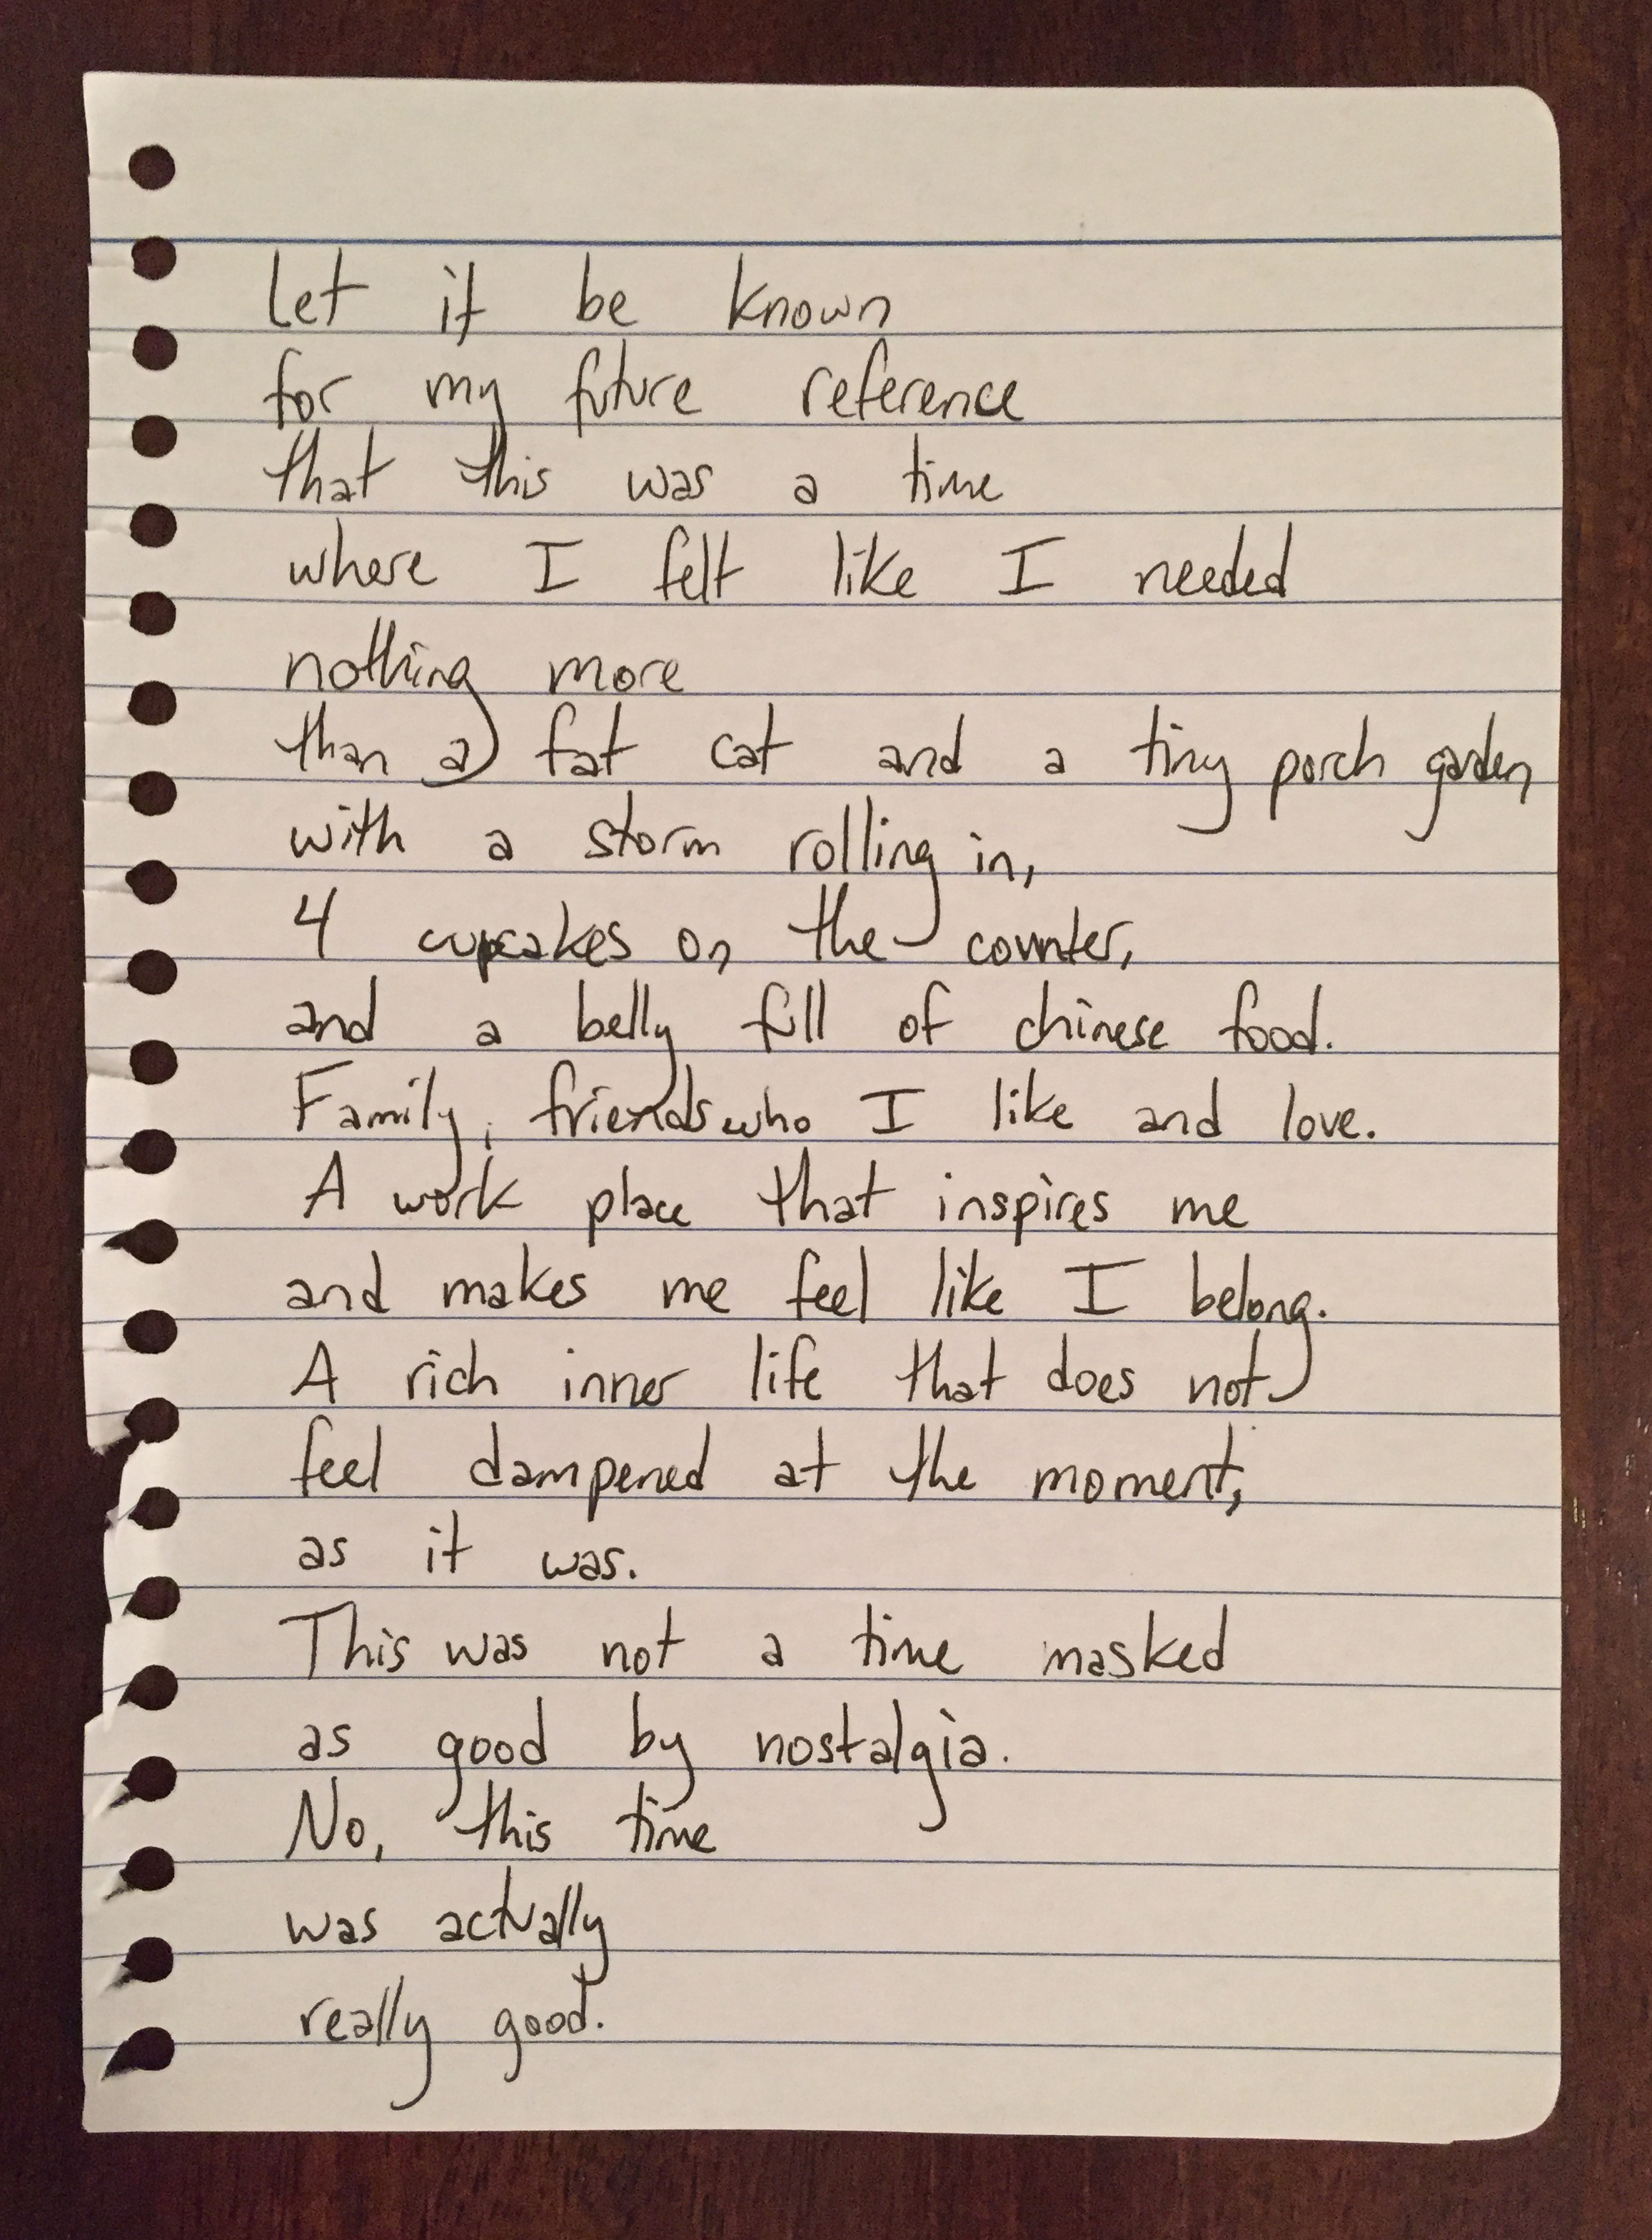 Let it be known
for my future reference
that this was a time
where I felt like I needed
nothing more
than a fat cat and a tiny porch garden
with a storm rolling in,
4 cupcakes on the counter,
and a belly full of chinese food.
Family, friends who I like and love.
A work place that inspires me
and makes me feel like I belong.
A rich inner life that does not
feel dampened at the moment,
as it was.
This was not a time masked
as good by nostalgia.
No, this time
was actually
really good.